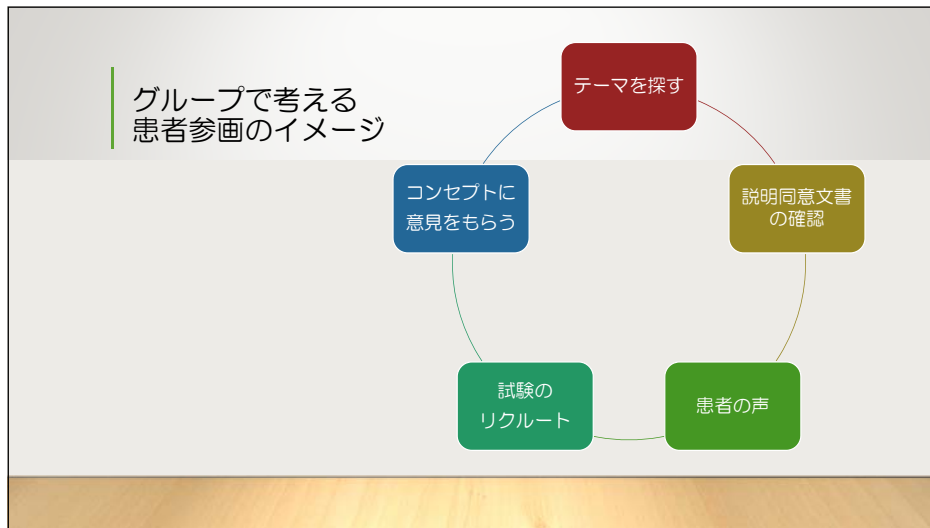 グループで考える
患者参画のイメージ
テーマを探す
説明同意文書
の確認
患者の声
試験の
リクルート
コンセプトに
意見をもらう